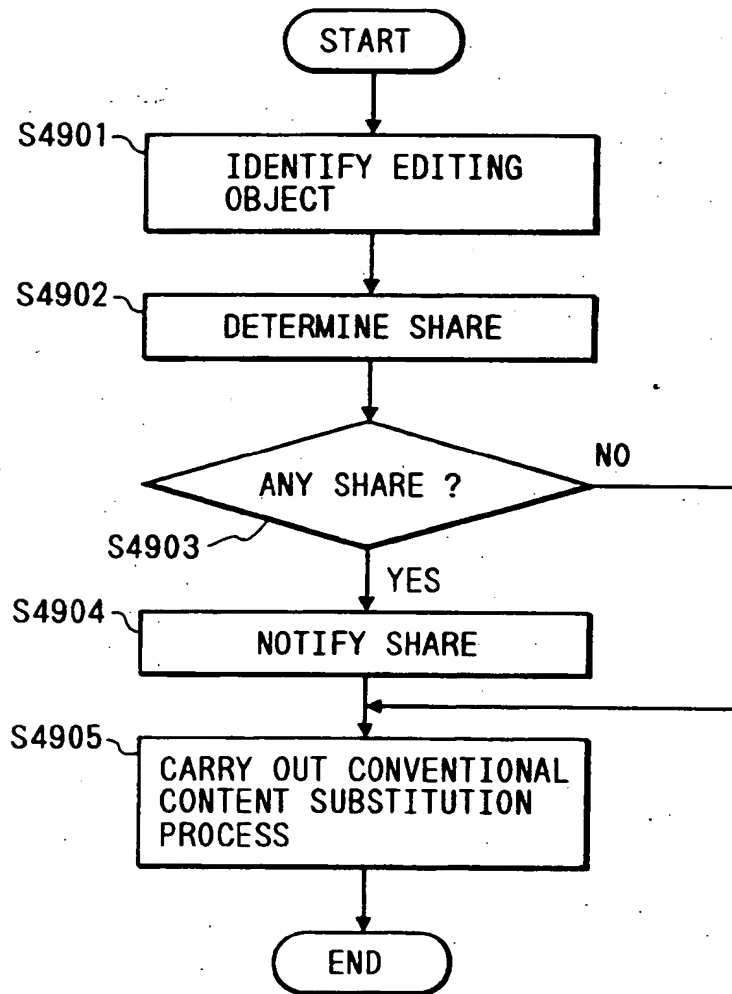 START
S4901
IDENTIFY EDITING
OBJECT
S4902
DETERMINE SHARE
ANY SHARE ?
NO
S4903
YES
S4904
NOTIFY SHARE
S4905
CARRY OUT CONVENTIONAL
CONTENT SUBSTITUTION
PROCESS
END